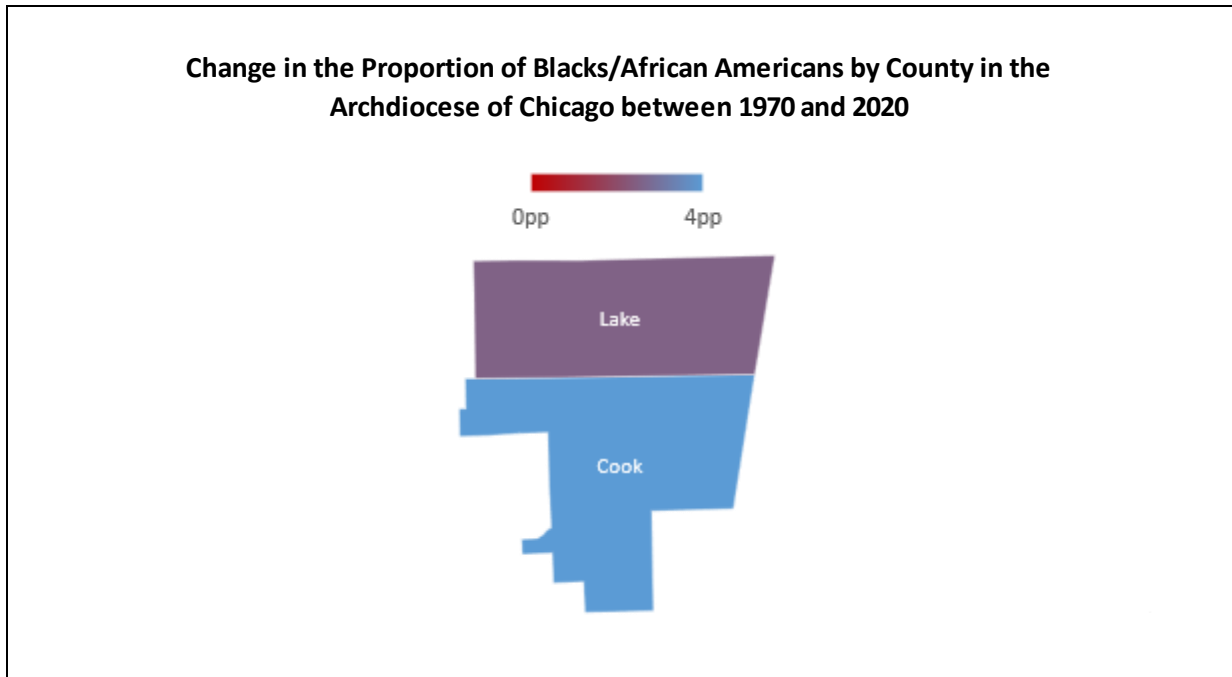 Change in the Proportion of Blacks/African Americans by County in the
Archdiocese of Chicago between 1970 and 2020
0pp 4pp
Lake
Cook